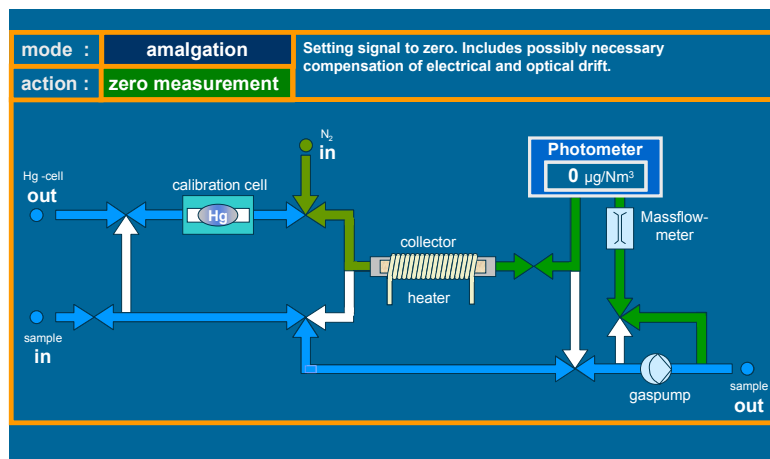 mode :
amalgation
Setting signal to zero. Includes possibly necessary
compensation of electrical and optical drift.
action :
zero measurement
N₂
in
Photometer
0 µg/Nm³
Hg -cell
out
calibration cell
Hg
Massflow-
meter
collector
heater
sample
in
gaspump
sample
out